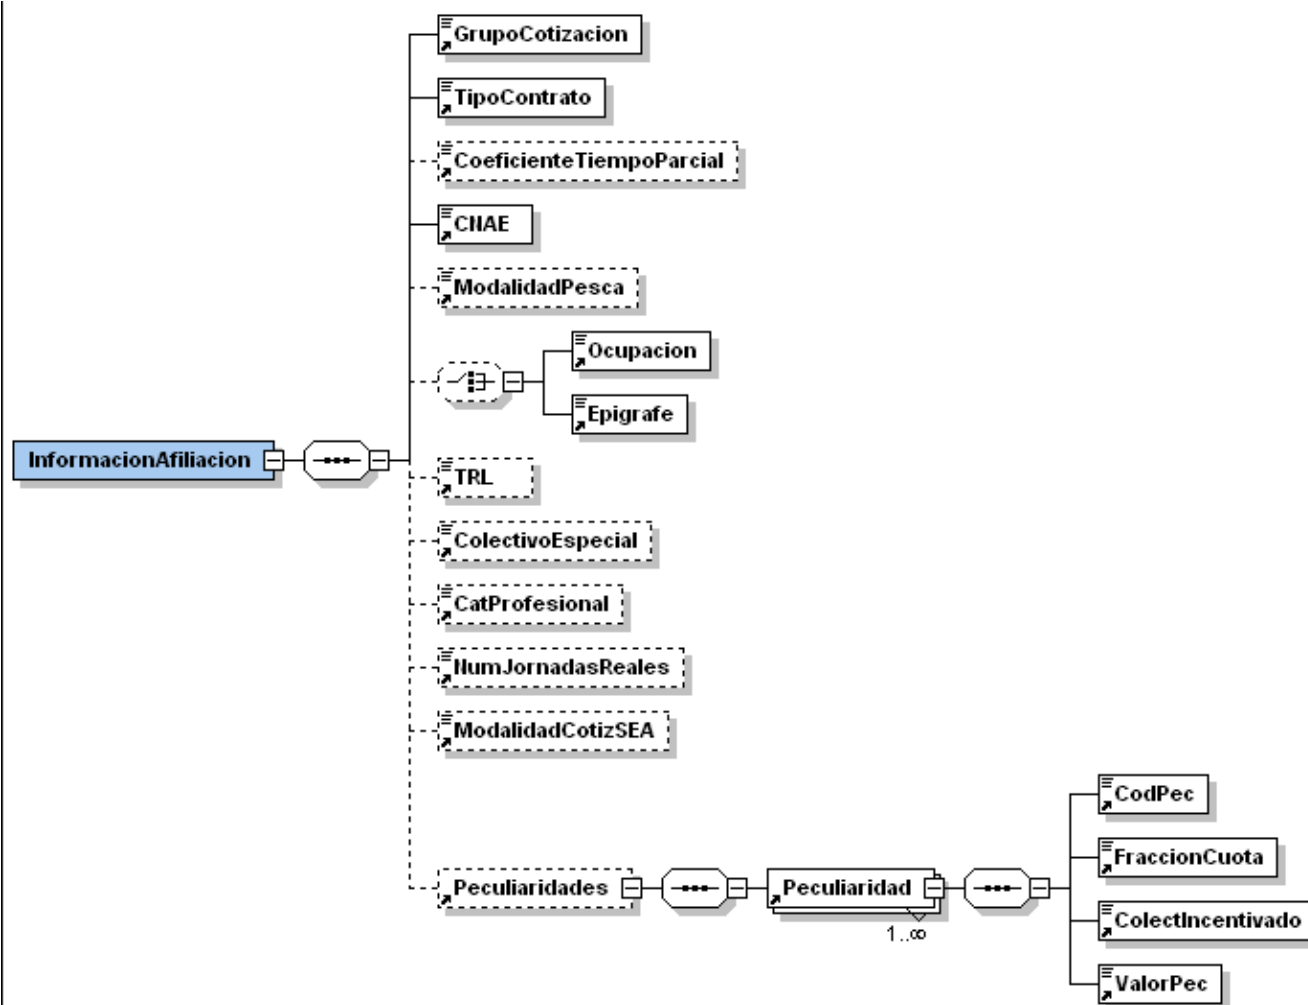 GrupoCotizacion
TipoContrato
CoeficienteTiempoParcial
CNAE
ModalidadPesca
Ocupacion
Epigrafe
InformacionAfiliacion
TRL
ColectivoEspecial
CatProfesional
NumJornadasReales
ModalidadCotizSEA
CodPec
FraccionCuota
Peculiaridades
Peculiaridad
1..∞
ColectIncentivado
ValorPec